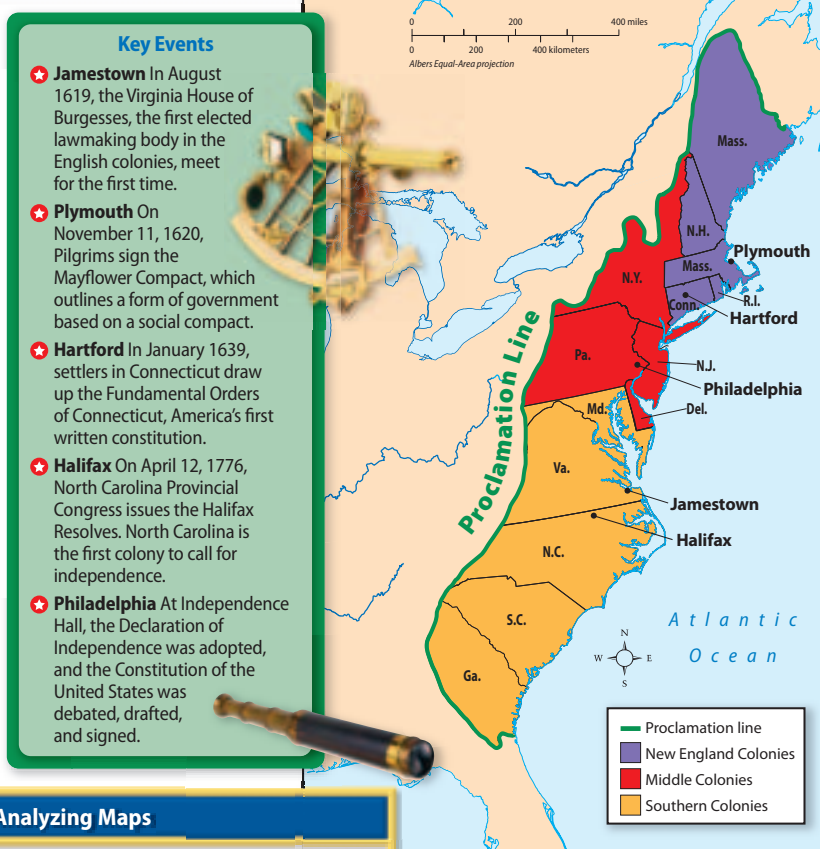 Key Events
Jamestown In August
1619, the Virginia House of
Burgesses, the first elected
lawmaking body in the
English colonies, meet
for the first time.
Plymouth On
November 11, 1620,
Pilgrims sign the
Mayflower Compact, which
outlines a form of government
based on a social compact.
Hartford In January 1639,
settlers in Connecticut draw
up the Fundamental Orders
of Connecticut, America's first
written constitution.
Halifax On April 12, 1776,
North Carolina Provincial
Congress issues the Halifax
Resolves. North Carolina is
the first colony to call for
independence.
Philadelphia At Independence
Hall, the Declaration of
Independence was adopted,
and the Constitution of the
United States was
debated, drafted,
and signed.
Analyzing Maps
0 200 400 miles
0 200 400 kilometers
Albers Equal-Area projection
Mass.
N.H.
Plymouth
Mass.
N.Y.
Conn.
R.I.
Hartford
Proclamation Line
Pa.
N.J.
Philadelphia
Md.
Del.
Va.
Jamestown
Halifax
N.C.
S.C.
Ga.
Atlantic
Ocean
N
W E
S
Proclamation line
New England Colonies
Middle Colonies
Southern Colonies